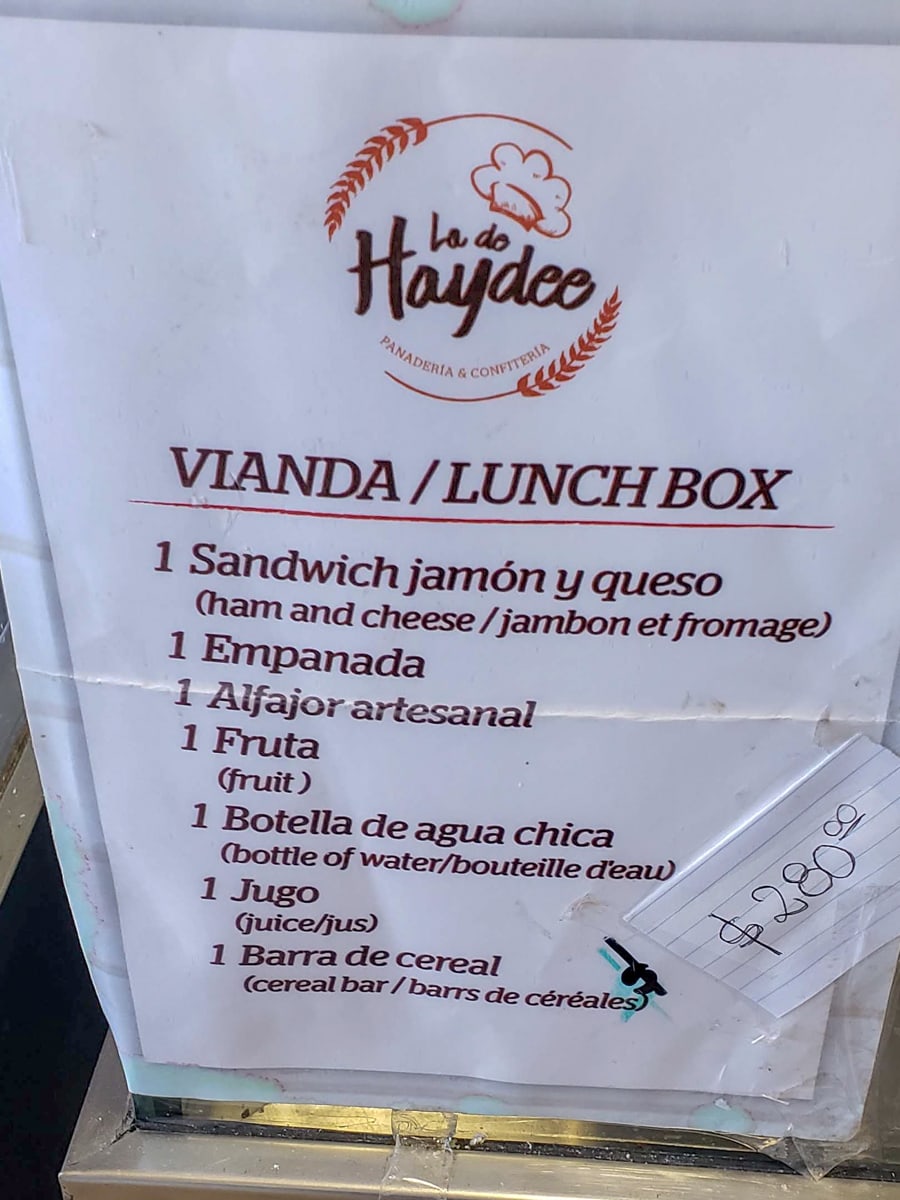 La de
Haydee
PANADERIA & CONFITERIA
VIANDA / LUNCH BOX
1 Sandwich jamón y queso
(ham and cheese / jambon et fromage)
1 Empanada
1 Alfajor artesanal
1 Fruta
(fruit )
1 Botella de agua chica
(bottle of water/bouteille d'eau)
1 Jugo
(juice/jus)
1 Barra de cereal
(cereal bar / barrs de céréales)
$280.00